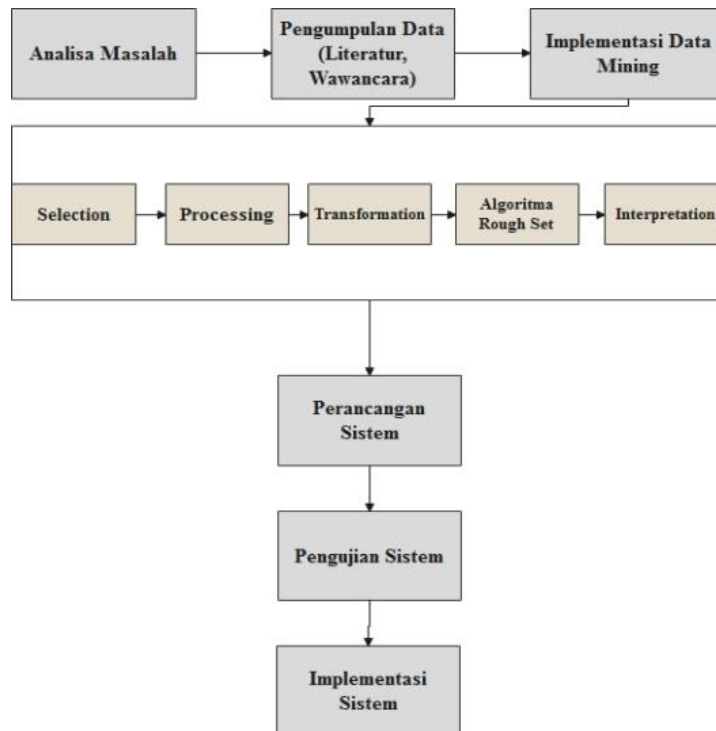 Analisa Masalah
Pengumpulan Data
(Literatur,
Wawancara)
Implementasi Data
Mining
Selection
Processing
Transformation
Algoritma
Rough Set
Interpretation
Perancangan
Sistem
Pengujian Sistem
Implementasi
Sistem